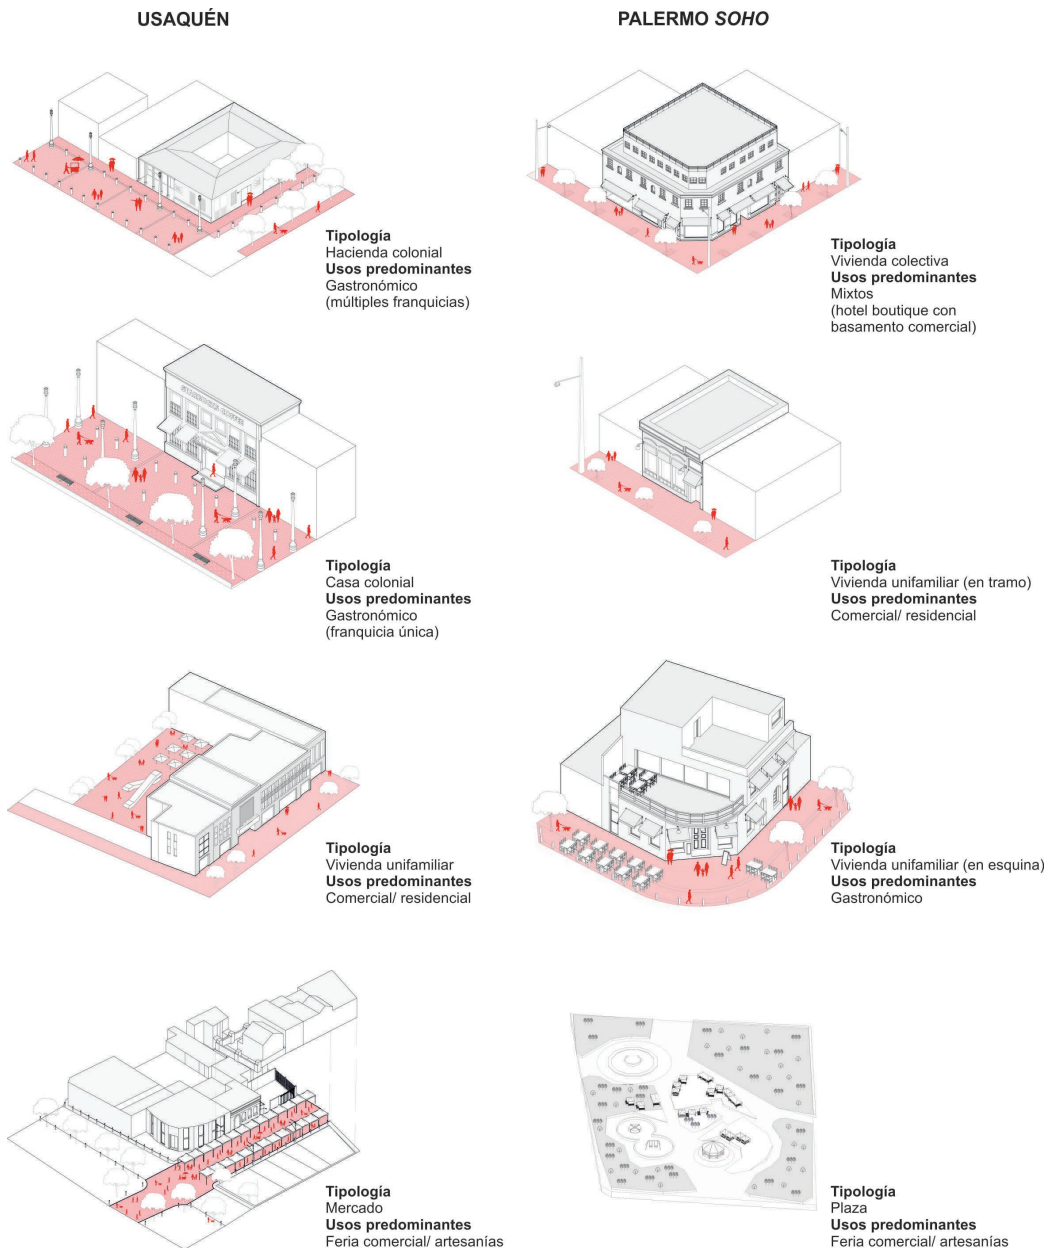 USAQUÉN
PALERMO SOHO
Tipología
Hacienda colonial
Usos predominantes
Gastronómico
(múltiples franquicias)
Tipología
Vivienda colectiva
Usos predominantes
Mixtos
(hotel boutique con
basamento comercial)
STARBUCKS COFFEE
Tipología
Casa colonial
Usos predominantes
Gastronómico
(franquicia única)
Tipología
Vivienda unifamiliar (en tramo)
Usos predominantes
Comercial/ residencial
Tipología
Vivienda unifamiliar
Usos predominantes
Comercial/ residencial
Tipología
Vivienda unifamiliar (en esquina)
Usos predominantes
Gastronómico
Tipología
Mercado
Usos predominantes
Feria comercial/ artesanías
Tipología
Plaza
Usos predominantes
Feria comercial/ artesanías